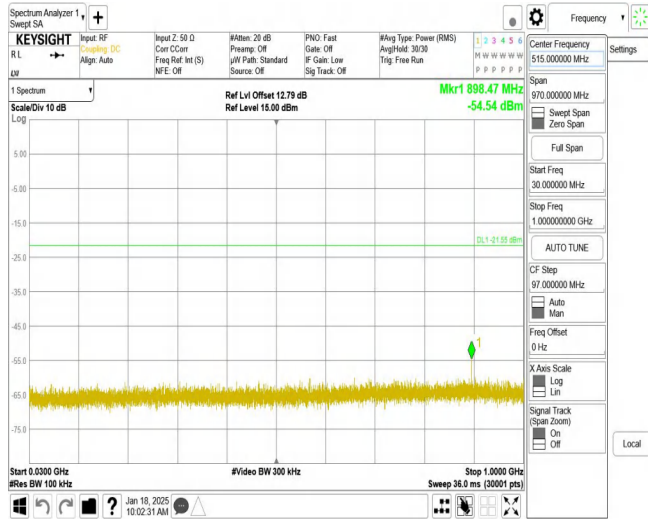 Spectrum Analyzer 1
Swept SA
+
Frequency
KEYSIGHT
RL
Input: RF
Coupling: DC
Align: Auto
Input Z: 50 Ω
Corr CCorr
Freq Ref: Int (S)
NFE: Off
#Atten: 20 dB
Preamp: Off
µW Path: Standard
Source: Off
PNO: Fast
Gate: Off
IF Gain: Low
Sig Track: Off
#Avg Type: Power (RMS)
Avg|Hold: 30/30
Trig: Free Run
1 2 3 4 5 6
M W W W W W
P P P P P P
1 Spectrum
Scale/Div 10 dB
Log
Ref Lvl Offset 12.79 dB
Ref Level 15.00 dBm
Mkr1 898.47 MHz
-54.54 dBm
5.00
-5.00
-15.0
DL1 -21.55 dBm
-25.0
-35.0
-45.0
1
-55.0
-65.0
-75.0
Start 0.0300 GHz
#Res BW 100 kHz
#Video BW 300 kHz
Stop 1.0000 GHz
Sweep 36.0 ms (30001 pts)
?
Jan 18, 2025
10:02:31 AM
Center Frequency
515.000000 MHz
Settings
Span
970.000000 MHz
Swept Span
Zero Span
Full Span
Start Freq
30.000000 MHz
Stop Freq
1.000000000 GHz
AUTO TUNE
CF Step
97.000000 MHz
Auto
Man
Freq Offset
0 Hz
X Axis Scale
Log
Lin
Signal Track
(Span Zoom)
On
Off
Local